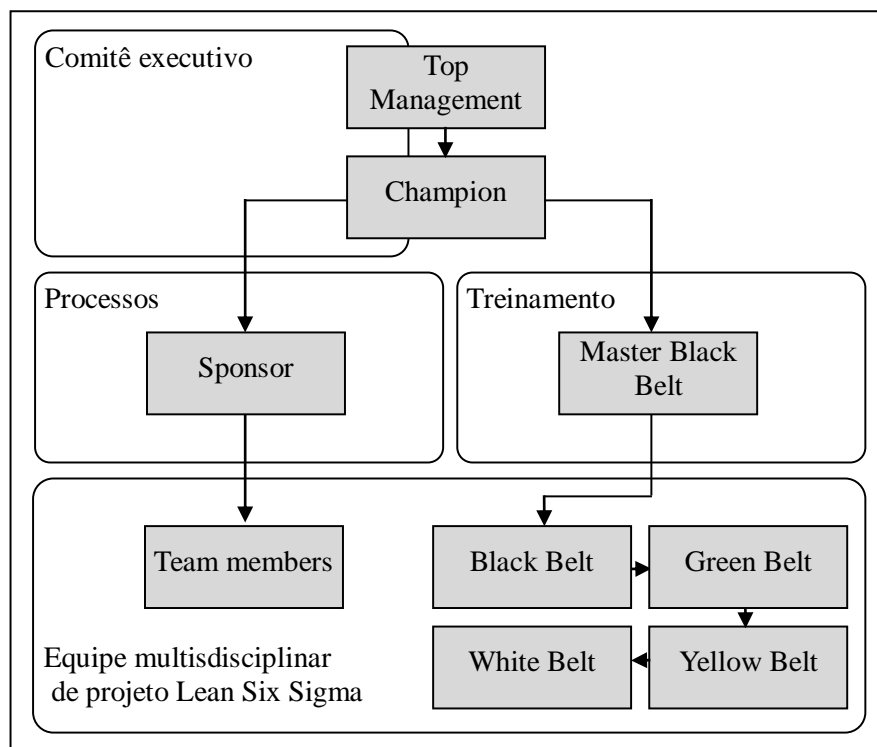 Comitê executivo
Top
Management
Champion
Processos
Treinamento
Sponsor
Master Black
Belt
Team members
Black Belt
Green Belt
White Belt
Yellow Belt
Equipe multisdisciplinar
de projeto Lean Six Sigma